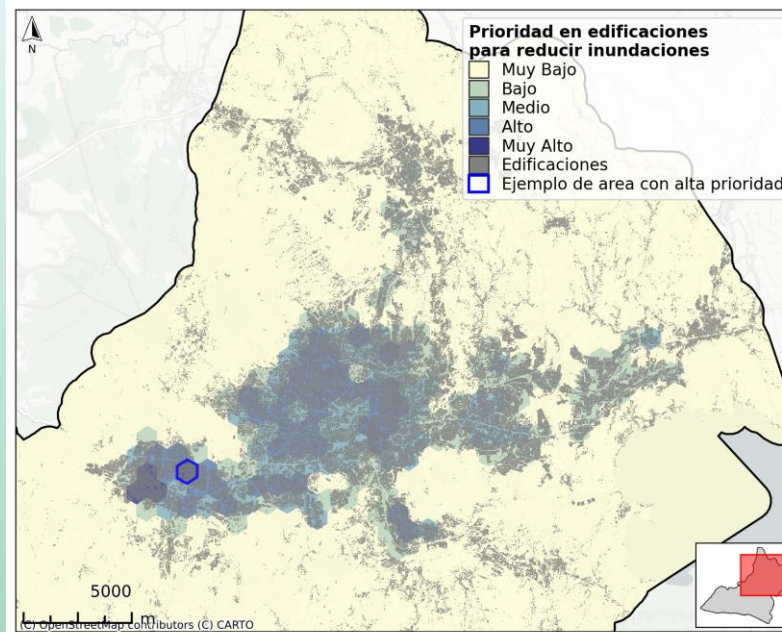 N
Prioridad en edificaciones
para reducir inundaciones
Muy Bajo
Bajo
Medio
Alto
Muy Alto
Edificaciones
Ejemplo de area con alta prioridad
5000
m
(C) OpenStreetMap contributors (C) CARTO